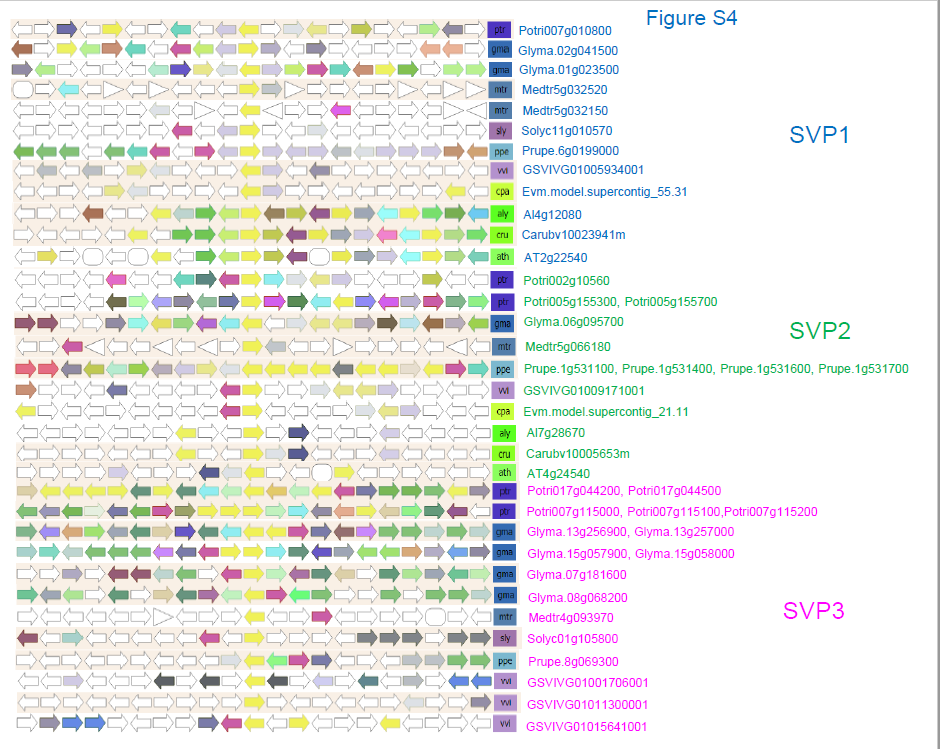 Figure S4
ptr Potri007g010800
gma Glyma.02g041500
gma Glyma.01g023500
mtr Medtr5g032520
mtr Medtr5g032150
sly Solyc11g010570
SVP1
ppe Prupe.6g0199000
vvi GSVIVG01005934001
cpa Evm.model.supercontig_55.31
aly Al4g12080
cru Carubv10023941m
ath AT2g22540
ptr Potri002g10560
ptr Potri005g155300, Potri005g155700
gma Glyma.06g095700
SVP2
mtr Medtr5g066180
ppe Prupe.1g531100, Prupe.1g531400, Prupe.1g531600, Prupe.1g531700
vvi GSVIVG01009171001
cpa Evm.model.supercontig_21.11
aly Al7g28670
cru Carubv10005653m
ath AT4g24540
ptr Potri017g044200, Potri017g044500
ptr Potri007g115000, Potri007g115100,Potri007g115200
gma Glyma.13g256900, Glyma.13g257000
gma Glyma.15g057900, Glyma.15g058000
gma Glyma.07g181600
gma Glyma.08g068200
SVP3
mtr Medtr4g093970
sly Solyc01g105800
ppe Prupe.8g069300
vvi GSVIVG01001706001
vvi GSVIVG01011300001
vvi GSVIVG01015641001